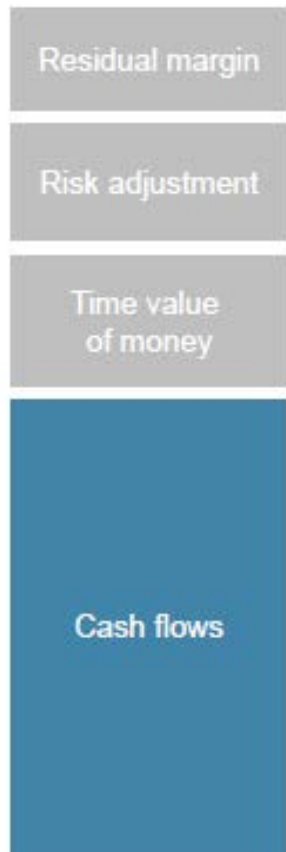 Residual margin
Risk adjustment
Time value
of money
Cash flows